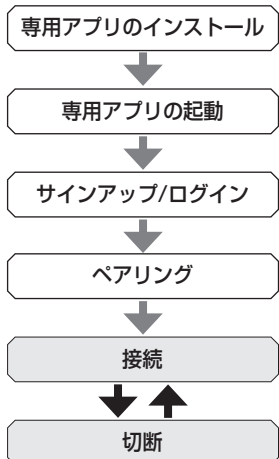 専用アプリのインストール
専用アプリの起動
サインアップ/ログイン
ペアリング
接続
切断